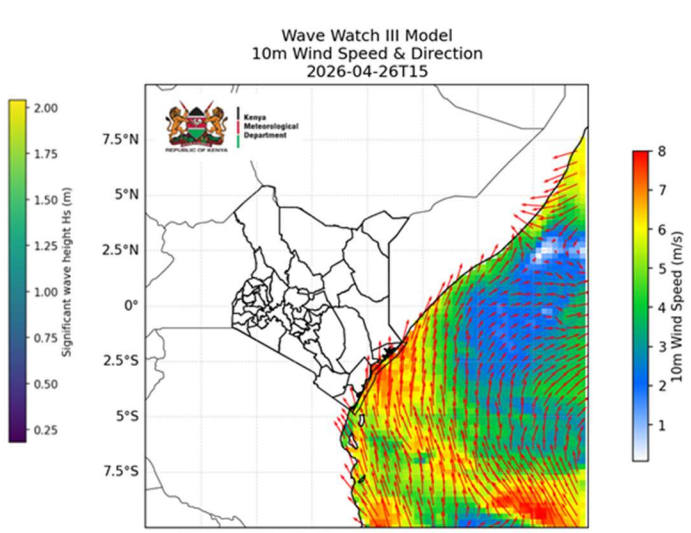 Wave Watch III Model
10m Wind Speed & Direction
2026-04-26T15
Kenya
Meteorological
Department
REPUBLIC OF KENYA
7.5°N
5°N
2.5°N
0°
2.5°S
5°S
7.5°S
2.00
1.75
1.50
1.25
1.00
0.75
0.50
0.25
Significant wave height Hs (m)
8
7
6
5
4
3
2
1
10m Wind Speed (m/s)